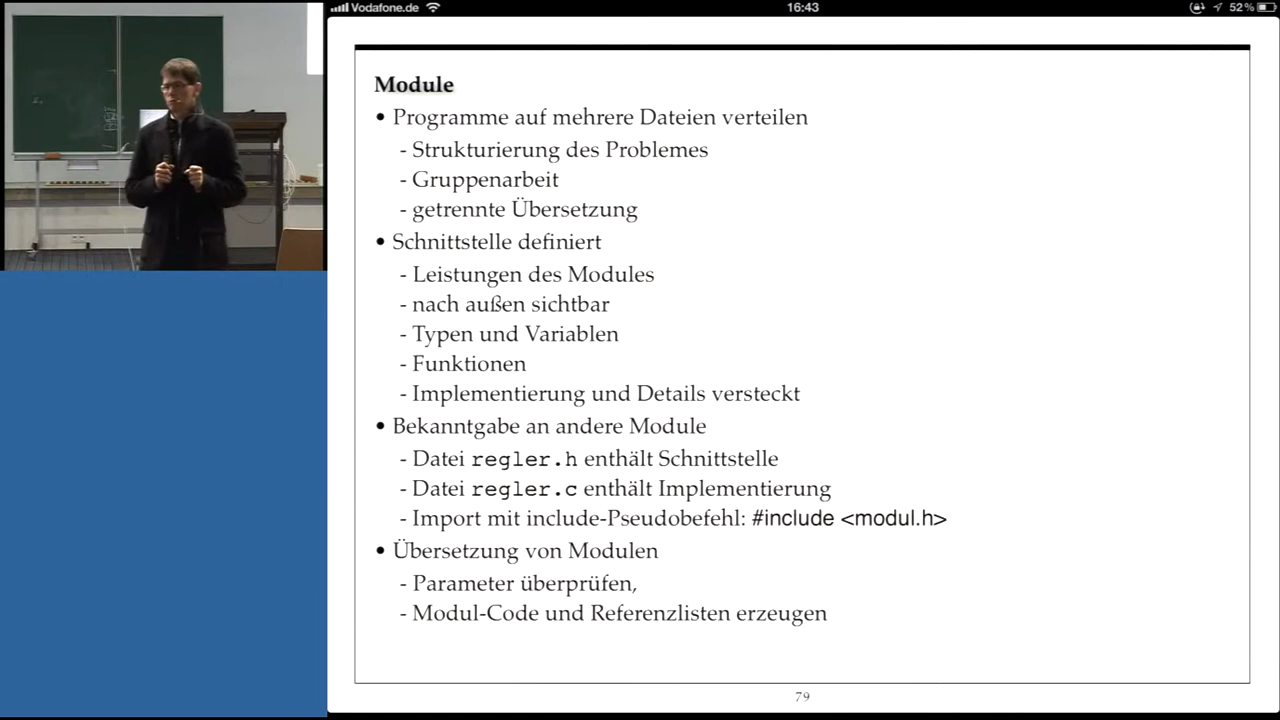 Vodafone.de 16:43 52%
Module
• Programme auf mehrere Dateien verteilen
- Strukturierung des Problemes
- Gruppenarbeit
- getrennte Übersetzung
• Schnittstelle definiert
- Leistungen des Modules
- nach außen sichtbar
- Typen und Variablen
- Funktionen
- Implementierung und Details versteckt
• Bekanntgabe an andere Module
- Datei regler.h enthält Schnittstelle
- Datei regler.c enthält Implementierung
- Import mit include-Pseudobefehl: #include <modul.h>
• Übersetzung von Modulen
- Parameter überprüfen,
- Modul-Code und Referenzlisten erzeugen
79